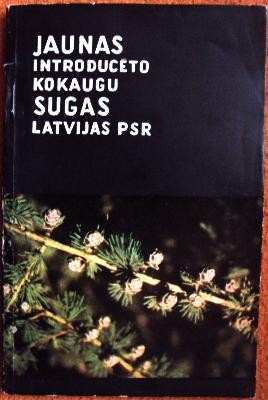 JAUNAS
INTRODUCĒTO
KOKAUGU
SUGAS
LATVIJAS PSR